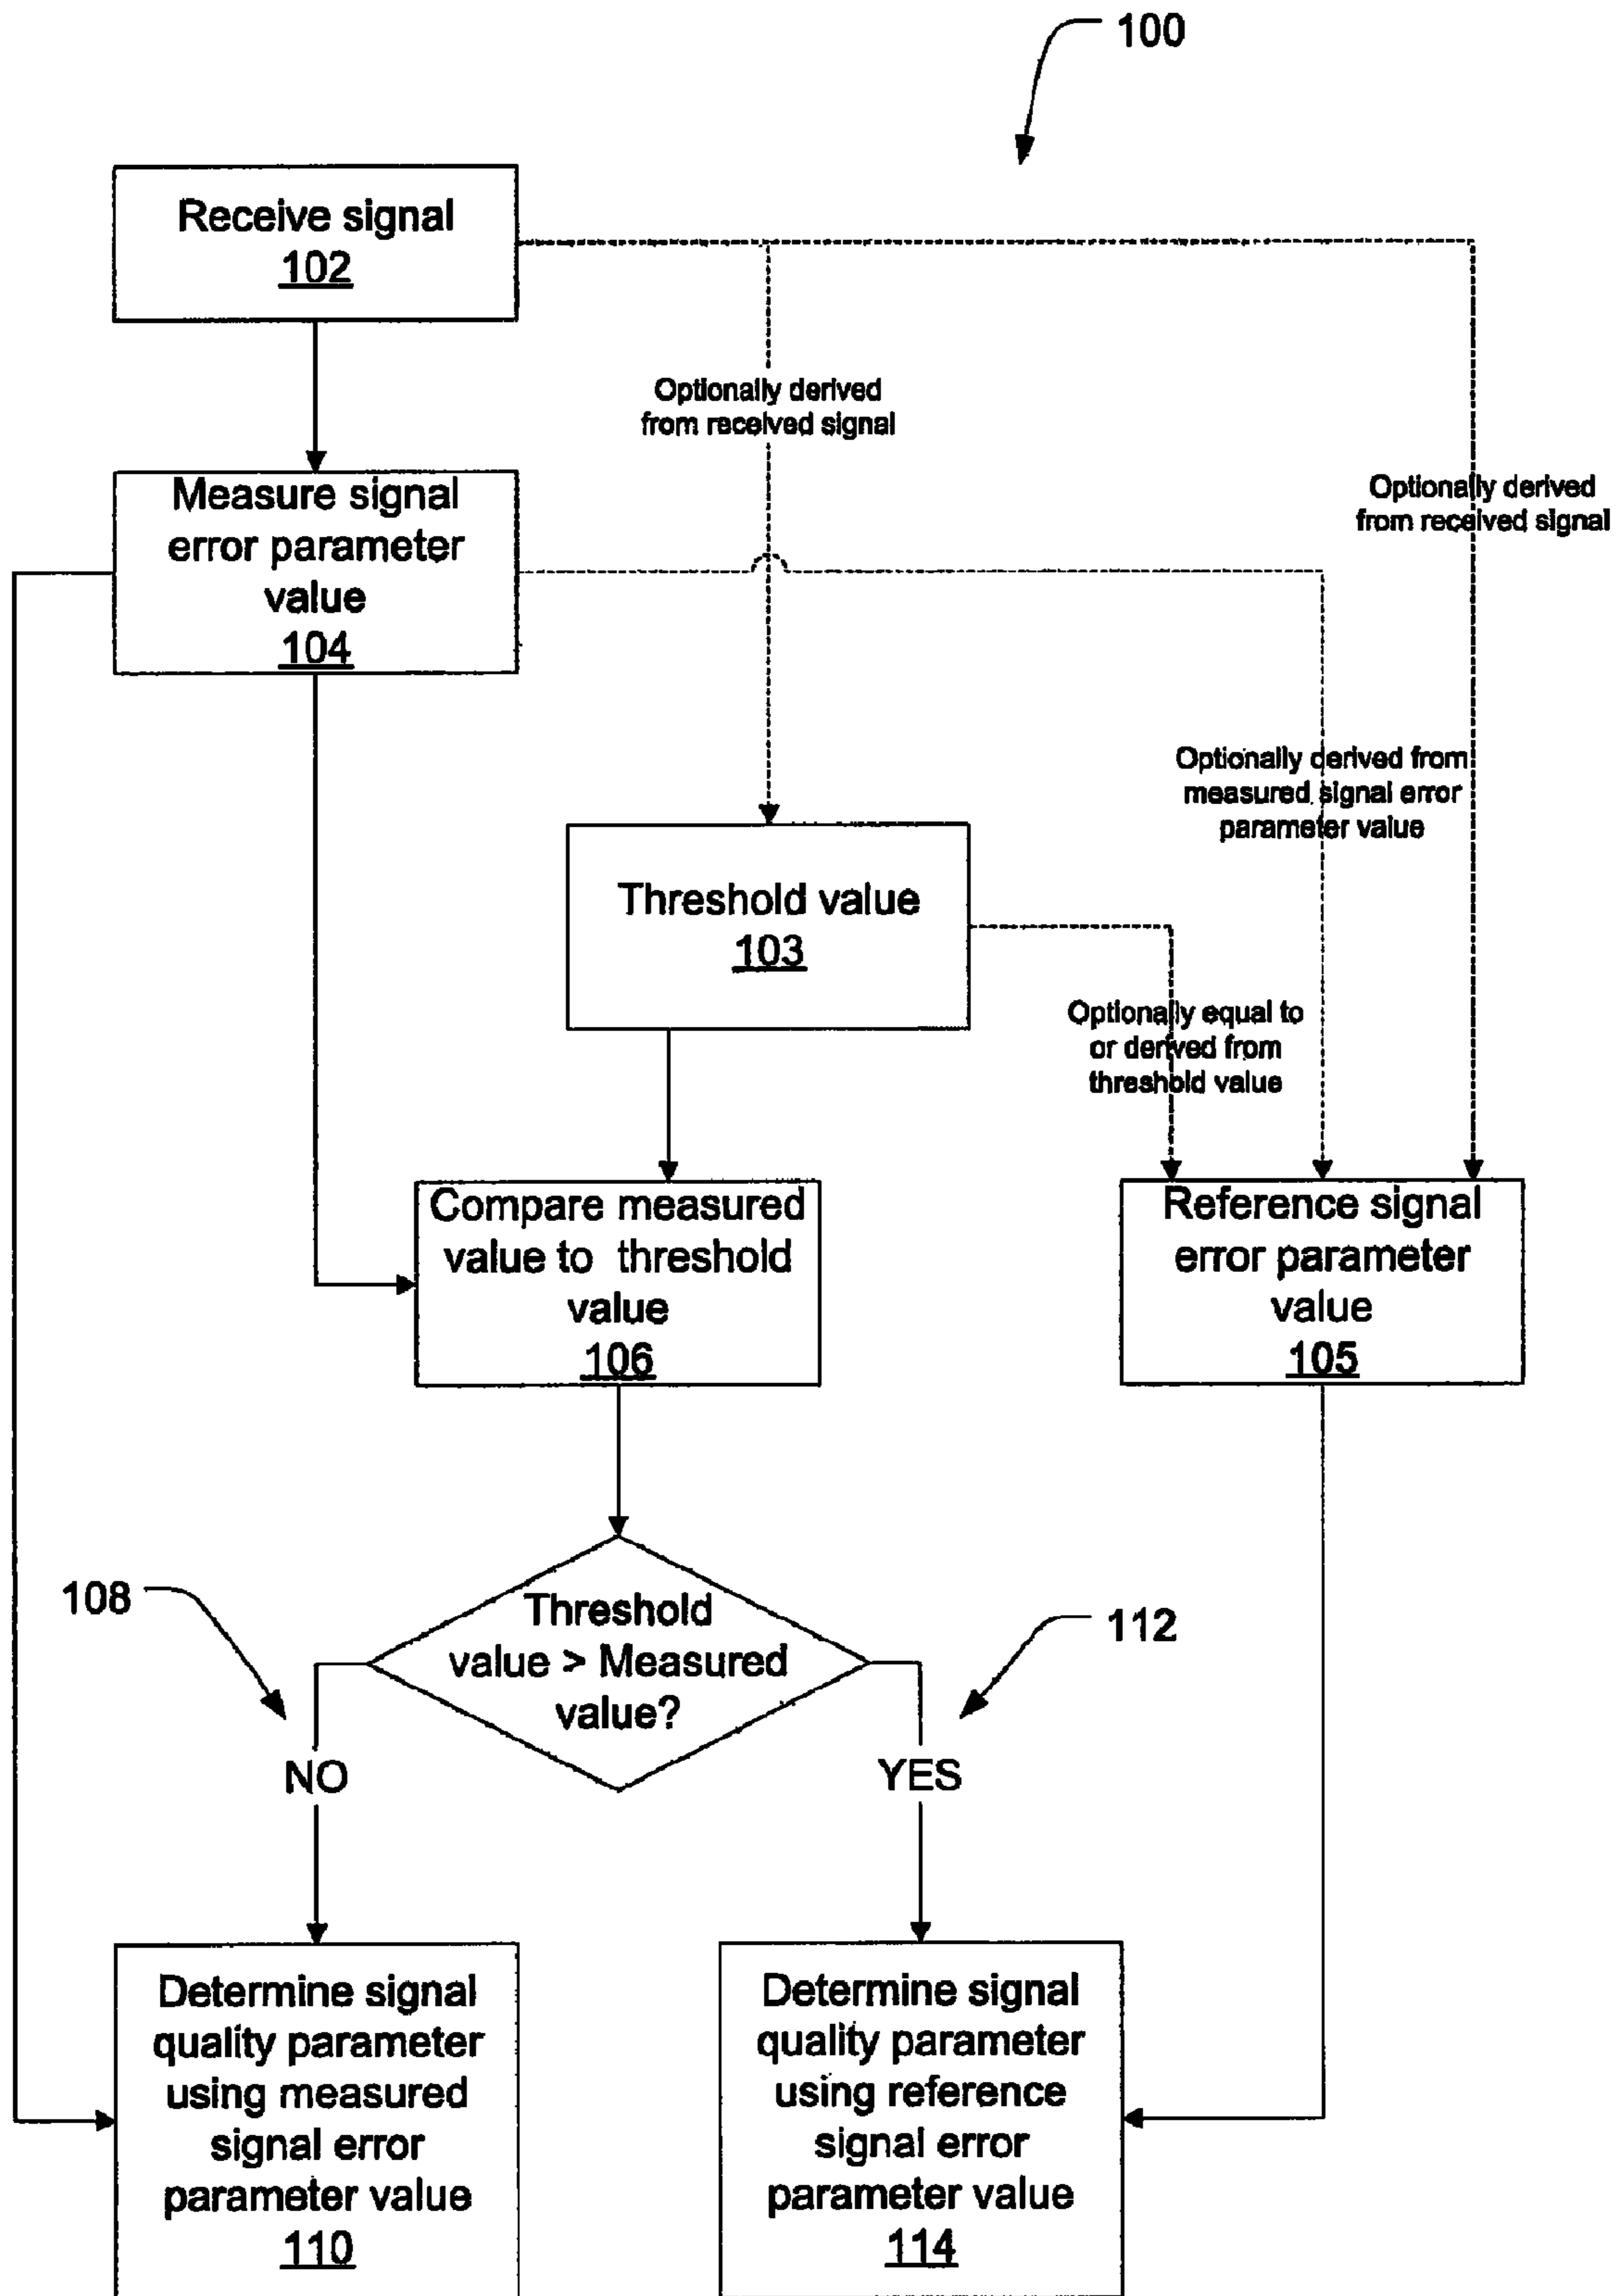 100
Receive signal
102
Optionally derived
from received signal
Measure signal
error parameter
value
104
Optionally derived
from received signal
Optionally derived from
measured signal error
parameter value
Threshold value
103
Optionally equal to
or derived from
threshold value
Compare measured
value to threshold
value
106
Reference signal
error parameter
value
105
108
Threshold
value > Measured
value?
112
NO
YES
Determine signal
quality parameter
using measured
signal error
parameter value
110
Determine signal
quality parameter
using reference
signal error
parameter value
114